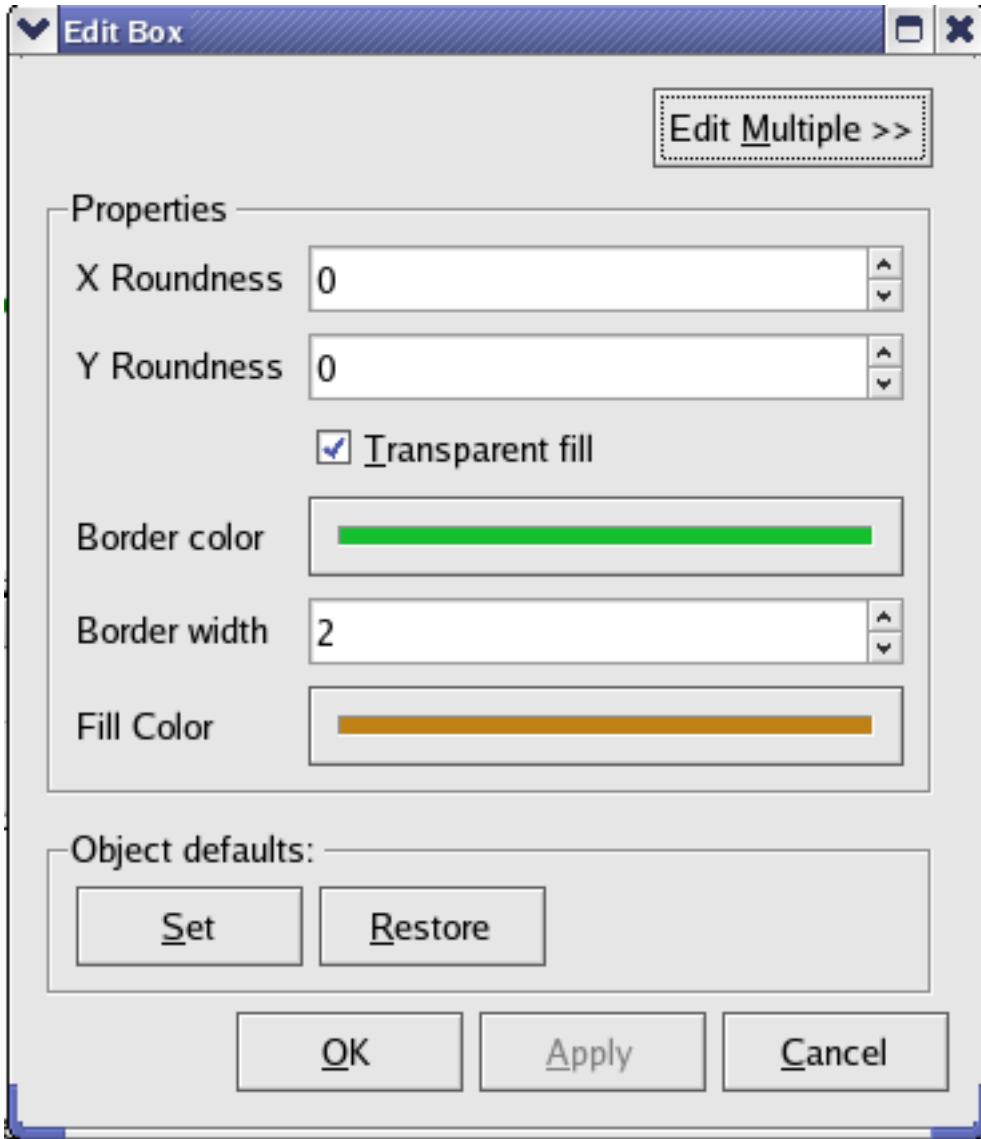 Edit Box
Edit Multiple >>
Properties
X Roundness 0
Y Roundness 0
Transparent fill
Border color
Border width 2
Fill Color
Object defaults:
Set Restore
OK Apply Cancel